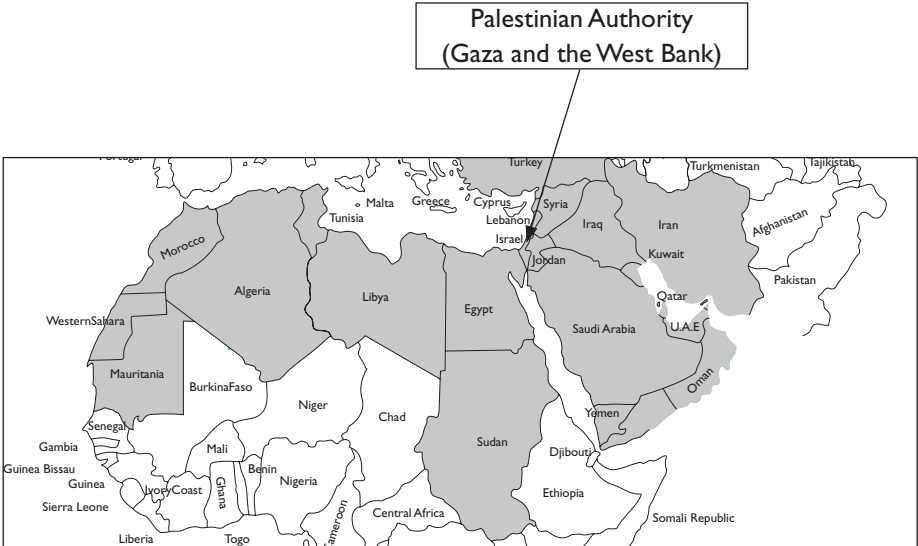 Palestinian Authority
(Gaza and the West Bank)
Portugal
Turkey
Turkmenistan
Tajikistan
Malta
Greece
Cyprus
Syria
Tunisia
Lebanon
Israel
Iraq
Iran
Afghanistan
Morocco
Jordan
Kuwait
Pakistan
Algeria
Libya
Egypt
Qatar
WesternSahara
Saudi Arabia
U.A.E
Mauritania
BurkinaFaso
Oman
Niger
Chad
Yemen
Senegal
Sudan
Gambia
Mali
Djibouti
Guinea Bissau
Benin
Guinea
IvoryCoast
Ghana
Nigeria
Ethiopia
Sierra Leone
Central Africa
Cameroon
Somali Republic
Liberia
Togo